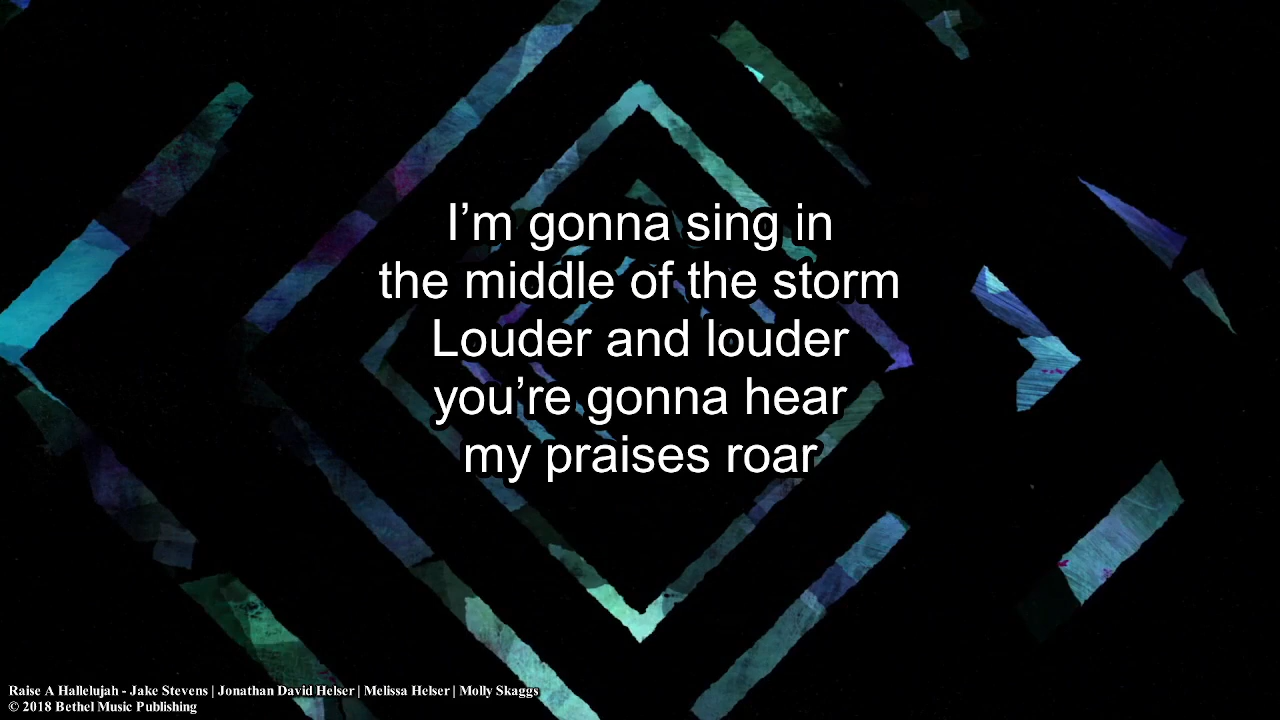 I’m gonna sing in
the middle of the storm
Louder and louder
you’re gonna hear
my praises roar
Raise A Hallelujah - Jake Stevens | Jonathan David Helser | Melissa Helser | Molly Skaggs
© 2018 Bethel Music Publishing